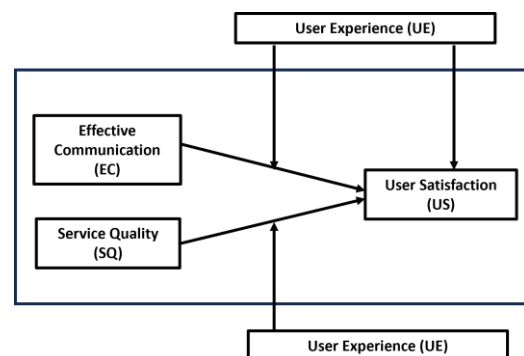 User Experience (UE)
Effective
Communication
(EC)
User Satisfaction
(US)
Service Quality
(SQ)
User Experience (UE)